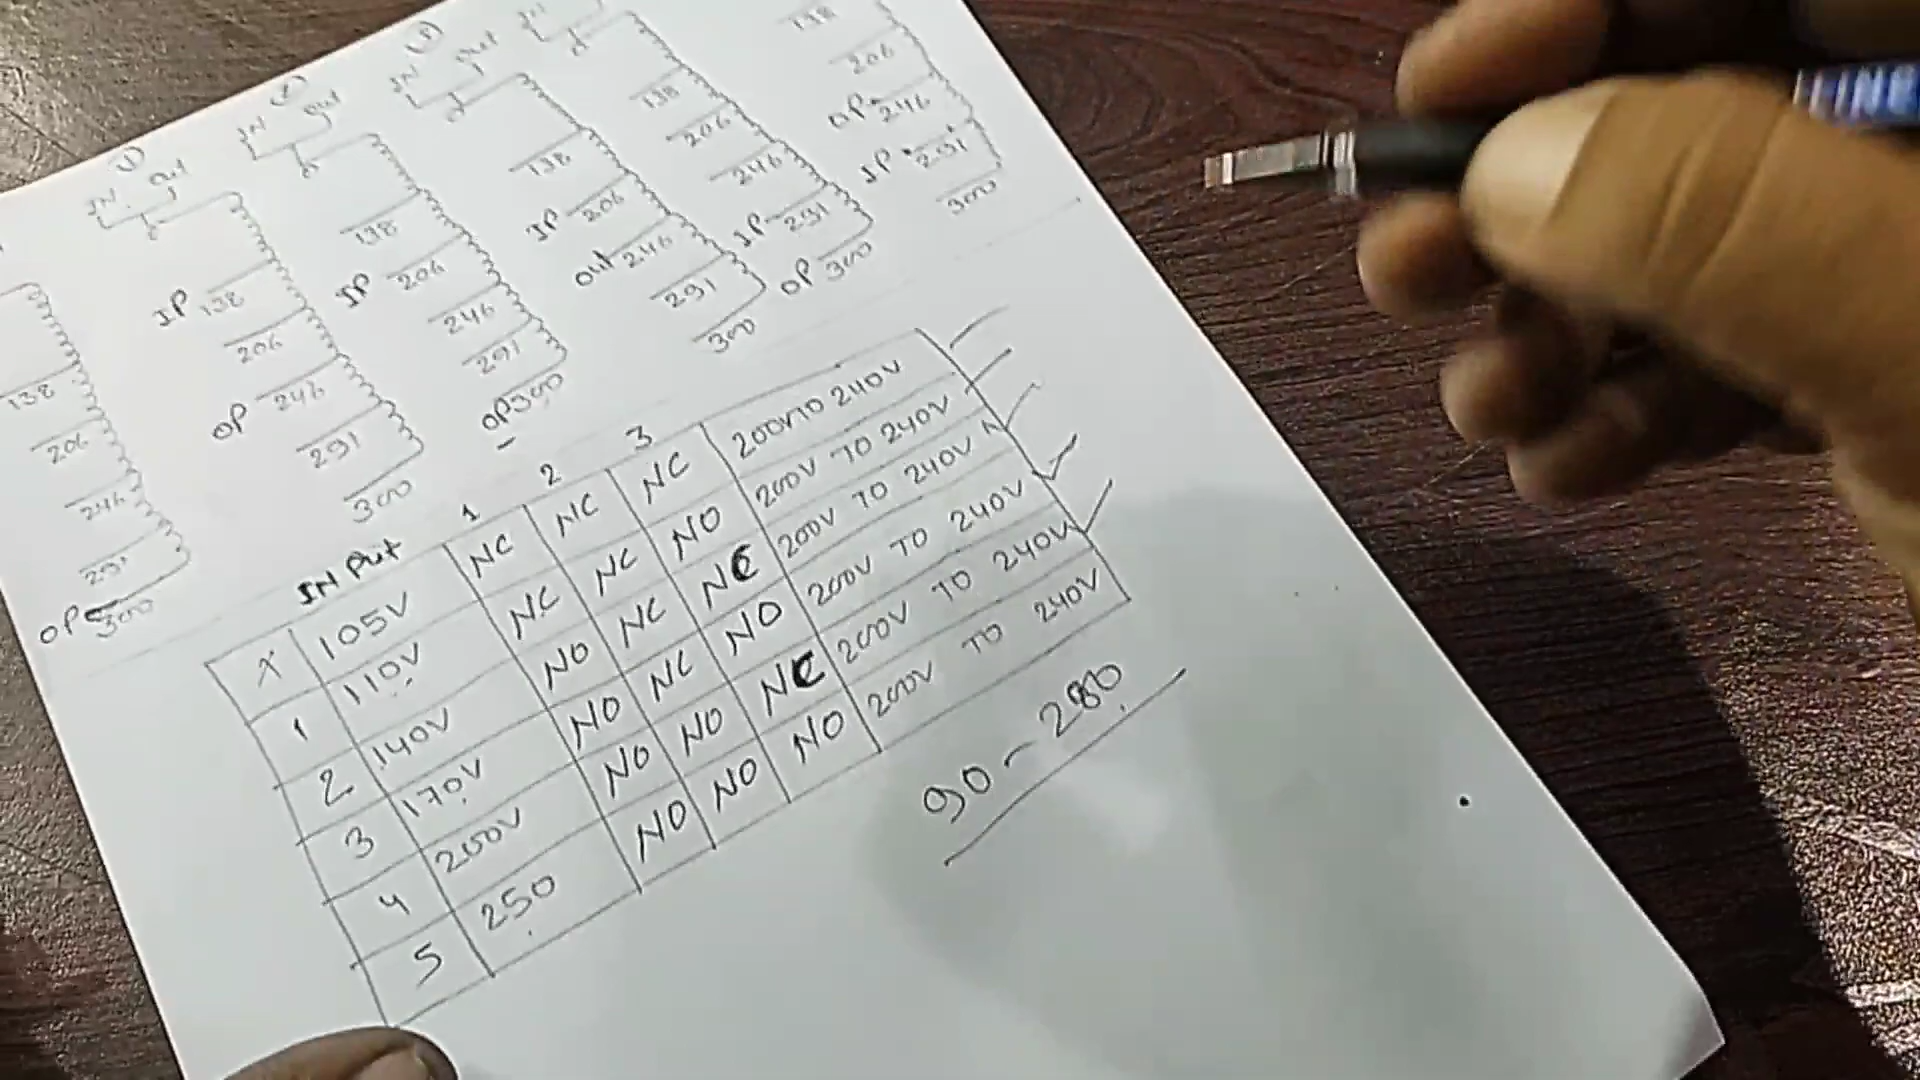 IN Out
138
206
246
291
OP 300
(1)
IN Out
IP 138
206
OP 246
291
300
(2)
IN Out
138
IP 206
246
291
OP 300
(3)
IN Out
138
IP 206
Out 246
291
300
138
206
246
IP 291
OP 300
138
206
OP 246
IP 291
300
IN Put 1 2 3
X 105V NC NC NC 200V TO 240V
1 110V NC NC NO 200V TO 240V
2 140V NO NC NC 200V TO 240V
3 170V NO NC NO 200V TO 240V
4 200V NO NO NC 200V TO 240V
5 250 NO NO NO 200V TO 240V
90 - 280
LINE